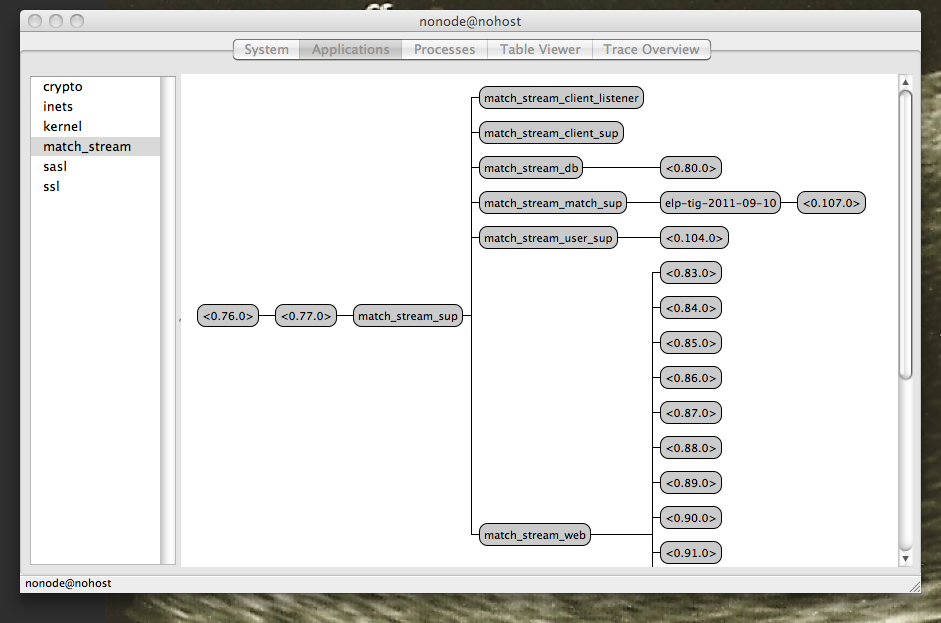 nonode@nohost
System Applications Processes Table Viewer Trace Overview
crypto
inets
kernel
match_stream
sasl
ssl
<0.76.0>
<0.77.0>
match_stream_sup
match_stream_client_listener
match_stream_client_sup
match_stream_db
<0.80.0>
match_stream_match_sup
elp-tig-2011-09-10
<0.107.0>
match_stream_user_sup
<0.104.0>
match_stream_web
<0.83.0>
<0.84.0>
<0.85.0>
<0.86.0>
<0.87.0>
<0.88.0>
<0.89.0>
<0.90.0>
<0.91.0>
nonode@nohost